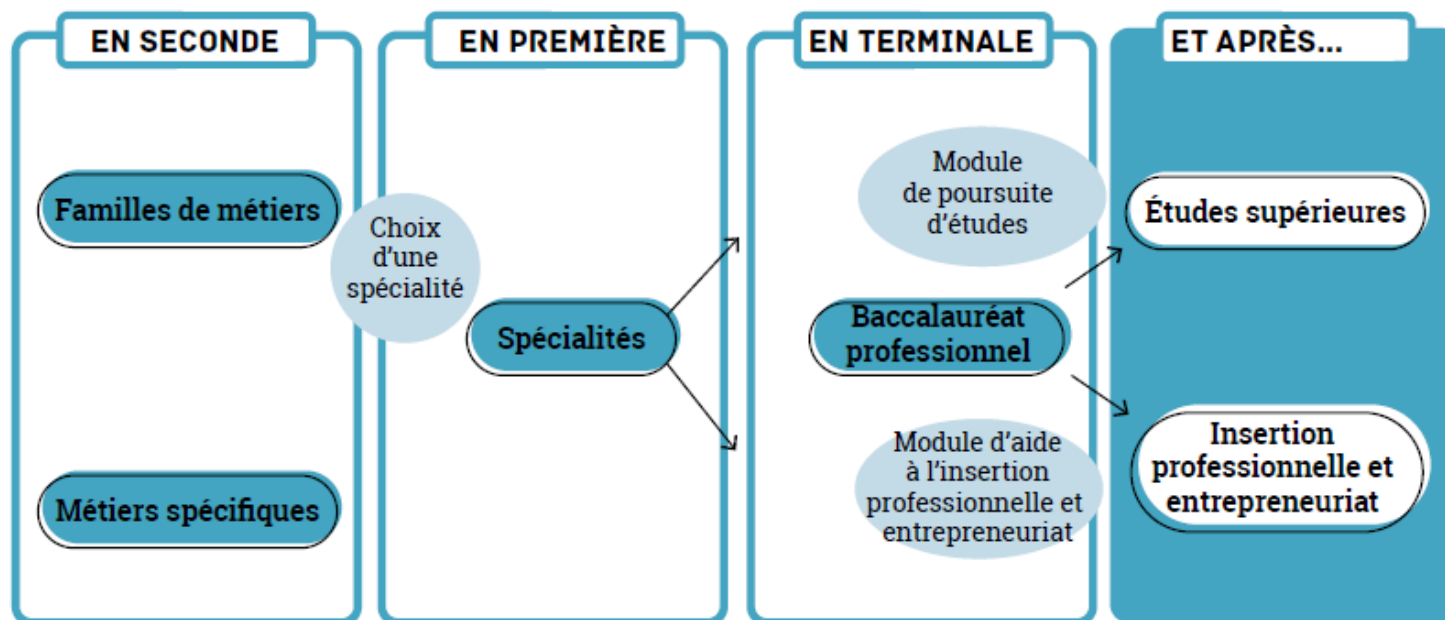 EN SECONDE
EN PREMIÈRE
EN TERMINALE
ET APRÈS...
Familles de métiers
Métiers spécifiques
Choix
d'une
spécialité
Spécialités
Module
de poursuite
d'études
Baccalauréat
professionnel
Module d'aide
à l'insertion
professionnelle et
entrepreneuriat
Études supérieures
Insertion
professionnelle et
entrepreneuriat